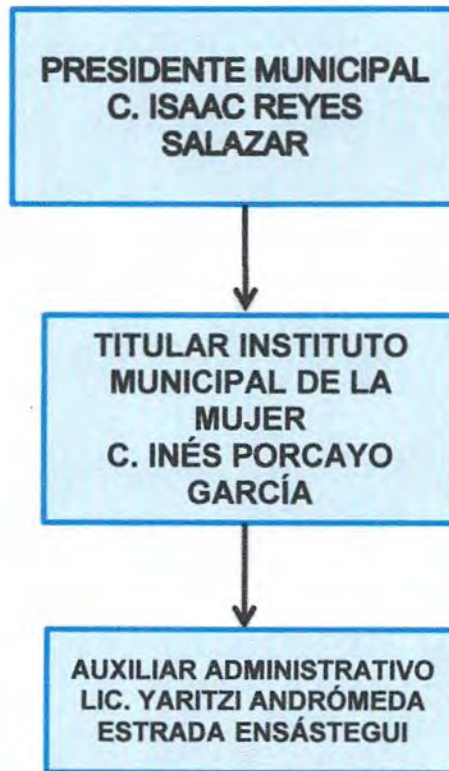 PRESIDENTE MUNICIPAL
C. ISAAC REYES
SALAZAR
TITULAR INSTITUTO
MUNICIPAL DE LA
MUJER
C. INÉS PORCAYO
GARCÍA
AUXILIAR ADMINISTRATIVO
LIC. YARITZI ANDRÓMEDA
ESTRADA ENSÁSTEGUI